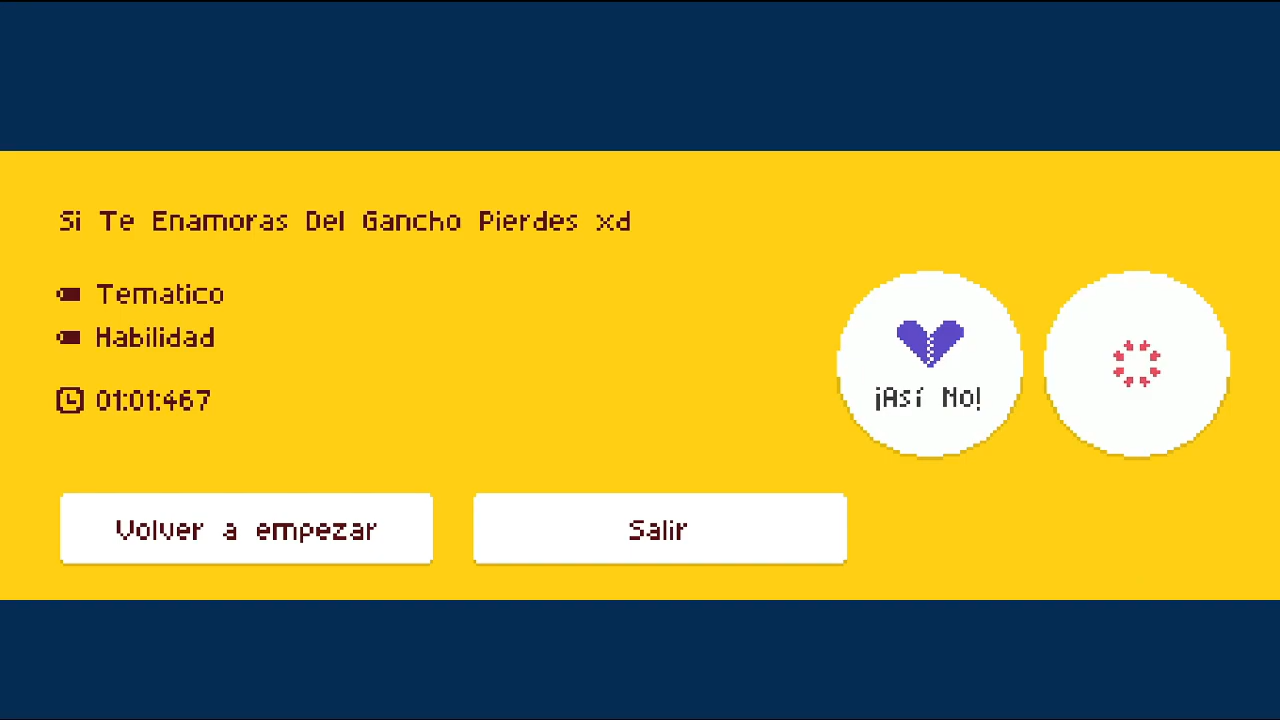 Si Te Enamoras Del Gancho Pierdes xd
Tematico
Habilidad
01:01:467
¡Así No!
Volver a empezar
Salir